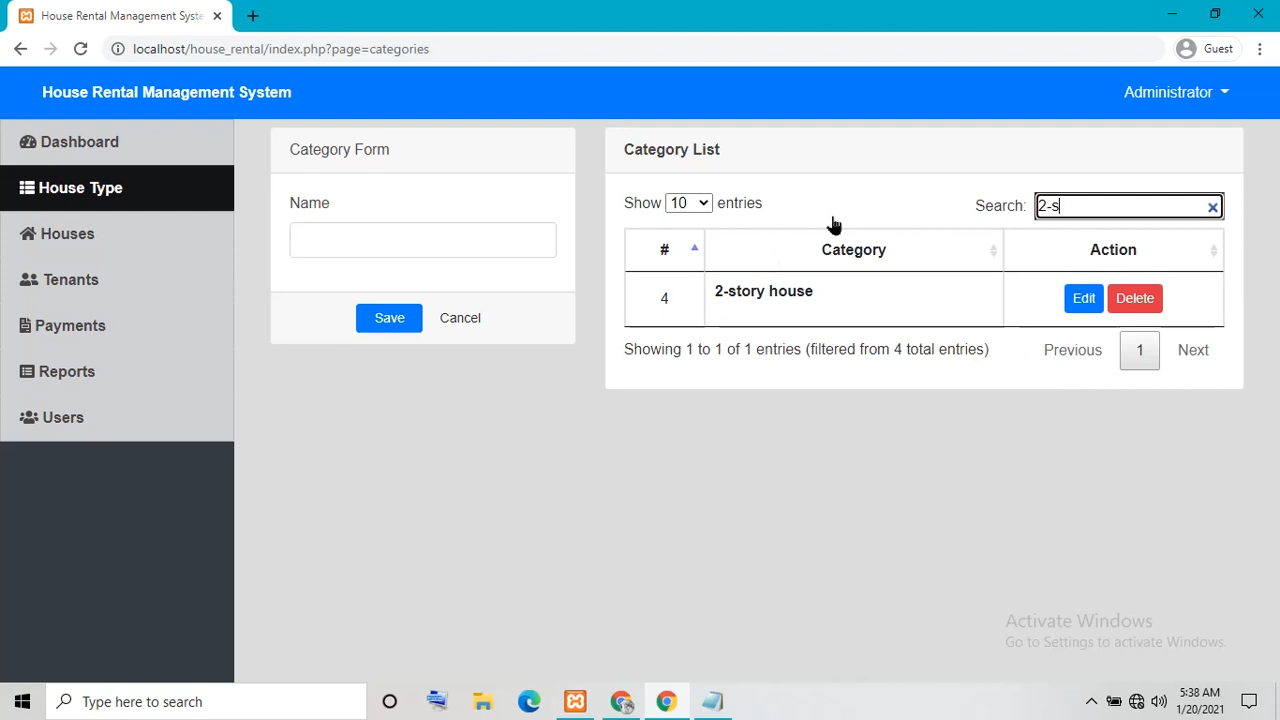 House Rental Management Syste
localhost/house_rental/index.php?page=categories
Guest
House Rental Management System
Administrator
Dashboard
House Type
Houses
Tenants
Payments
Reports
Users
Category Form
Name
Save Cancel
Category List
Show 10 entries
Search: 2-s
# Category Action
4 2-story house Edit Delete
Showing 1 to 1 of 1 entries (filtered from 4 total entries)
Previous 1 Next
Activate Windows
Go to Settings to activate Windows.
Type here to search
5:38 AM
1/20/2021